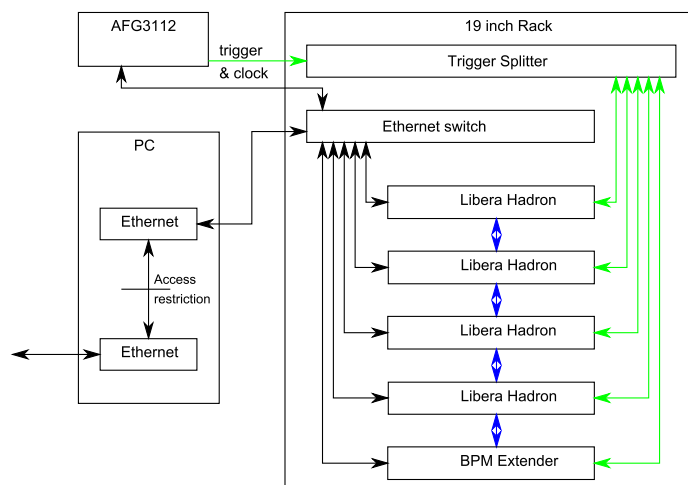 AFG3112
19 inch Rack
trigger
& clock
Trigger Splitter
Ethernet switch
PC
Ethernet
Access
restriction
Ethernet
Libera Hadron
Libera Hadron
Libera Hadron
Libera Hadron
BPM Extender